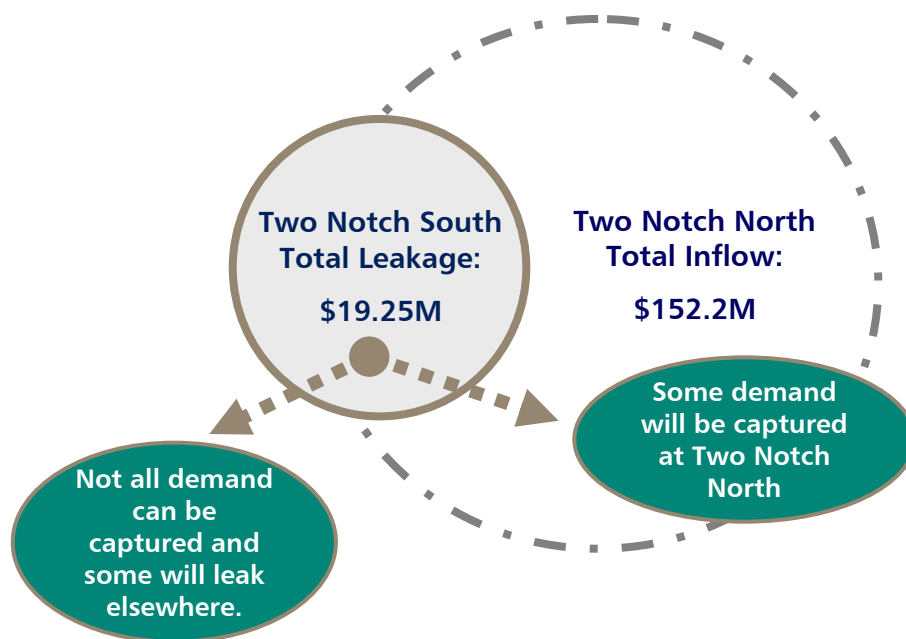 Two Notch South
Total Leakage:
$19.25M
Two Notch North
Total Inflow:
$152.2M
Some demand
will be captured
at Two Notch
North
Not all demand
can be
captured and
some will leak
elsewhere.